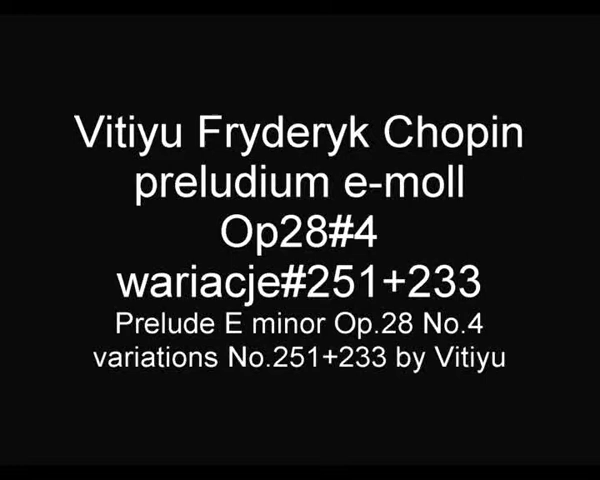 Vitiyu Fryderyk Chopin
preludium e-moll
Op28#4
wariacje#251+233
Prelude E minor Op.28 No.4
variations No.251+233 by Vitiyu